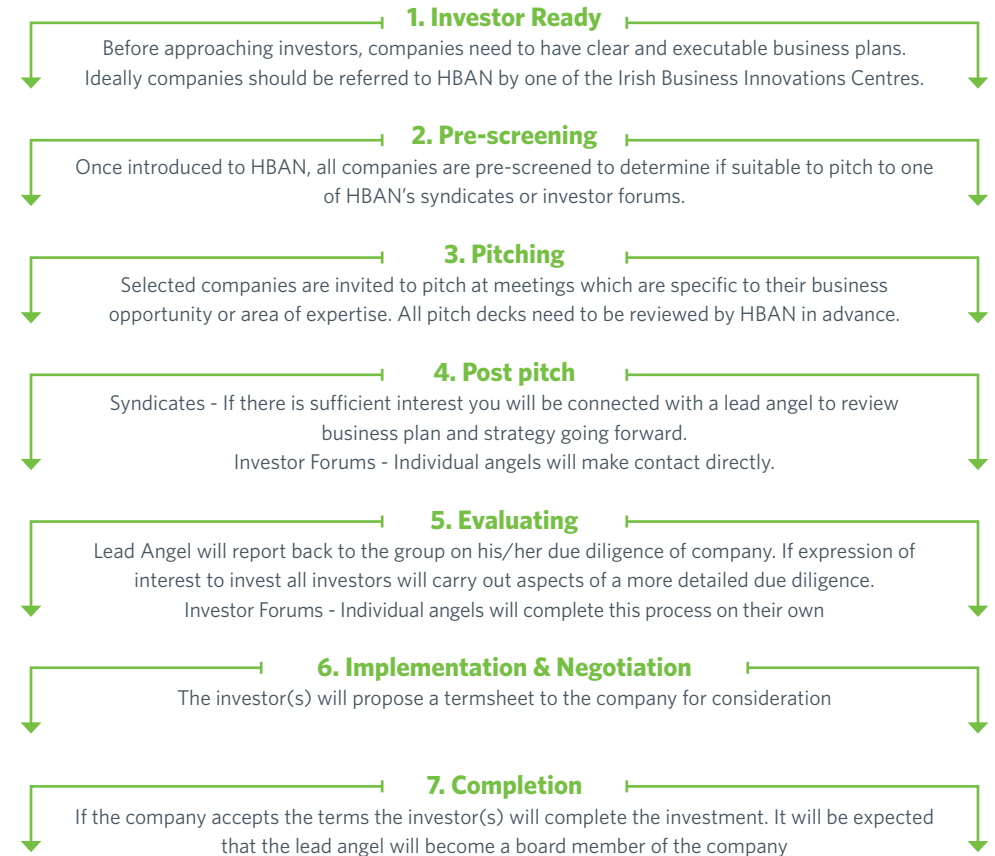 1. Investor Ready
Before approaching investors, companies need to have clear and executable business plans.
Ideally companies should be referred to HBAN by one of the Irish Business Innovations Centres.
2. Pre-screening
Once introduced to HBAN, all companies are pre-screened to determine if suitable to pitch to one
of HBAN's syndicates or investor forums.
3. Pitching
Selected companies are invited to pitch at meetings which are specific to their business
opportunity or area of expertise. All pitch decks need to be reviewed by HBAN in advance.
4. Post pitch
Syndicates - If there is sufficient interest you will be connected with a lead angel to review
business plan and strategy going forward.
Investor Forums - Individual angels will make contact directly.
5. Evaluating
Lead Angel will report back to the group on his/her due diligence of company. If expression of
interest to invest all investors will carry out aspects of a more detailed due diligence.
Investor Forums - Individual angels will complete this process on their own
6. Implementation & Negotiation
The investor(s) will propose a termsheet to the company for consideration
7. Completion
If the company accepts the terms the investor(s) will complete the investment. It will be expected
that the lead angel will become a board member of the company